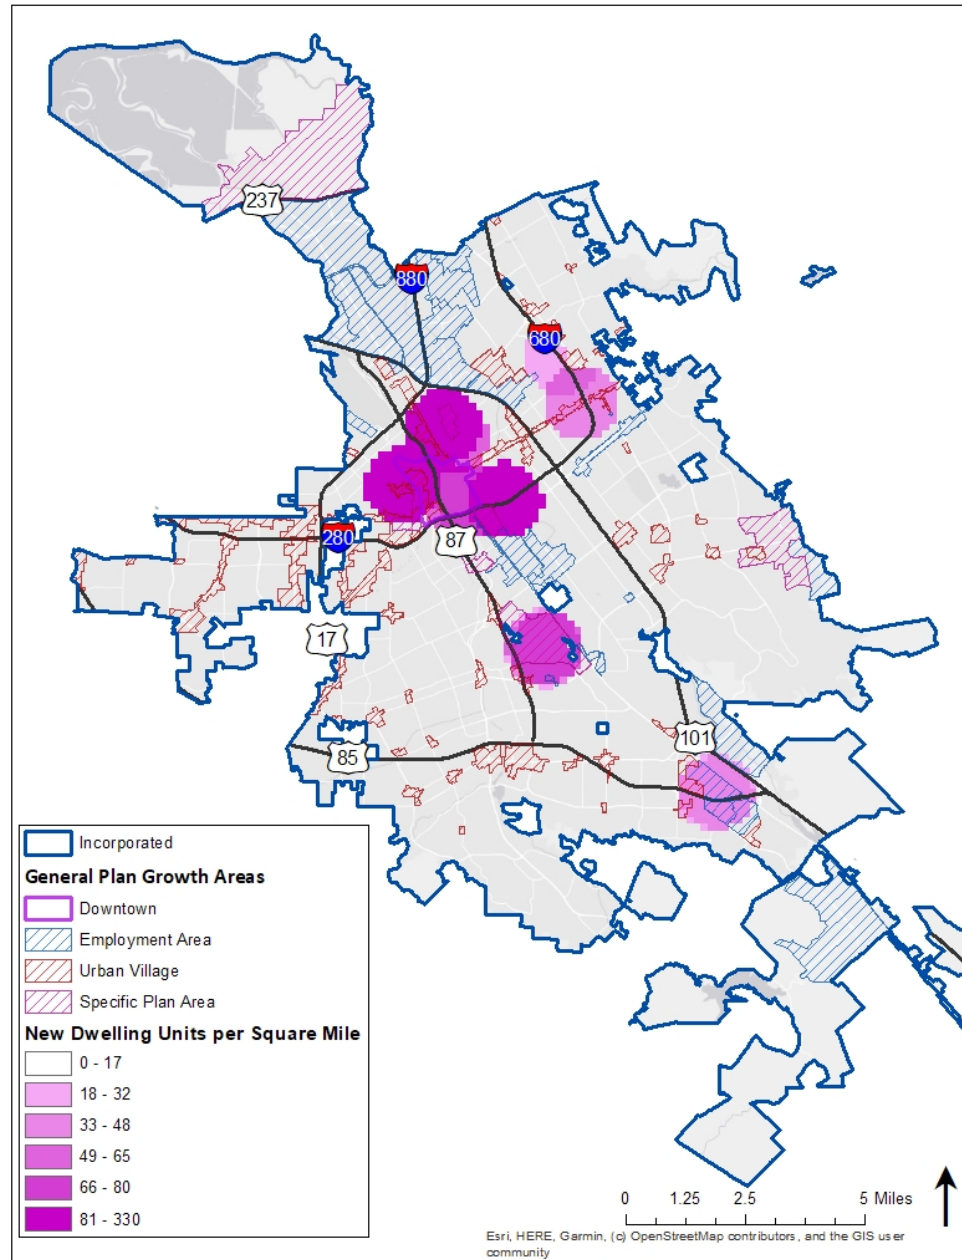 237
880
680
280
87
17
101
85
Incorporated
General Plan Growth Areas
Downtown
Employment Area
Urban Village
Specific Plan Area
New Dwelling Units per Square Mile
0 - 17
18 - 32
33 - 48
49 - 65
66 - 80
81 - 330
0 1.25 2.5 5 Miles
Esri, HERE, Garmin, (c) OpenStreetMap contributors, and the GIS user
community